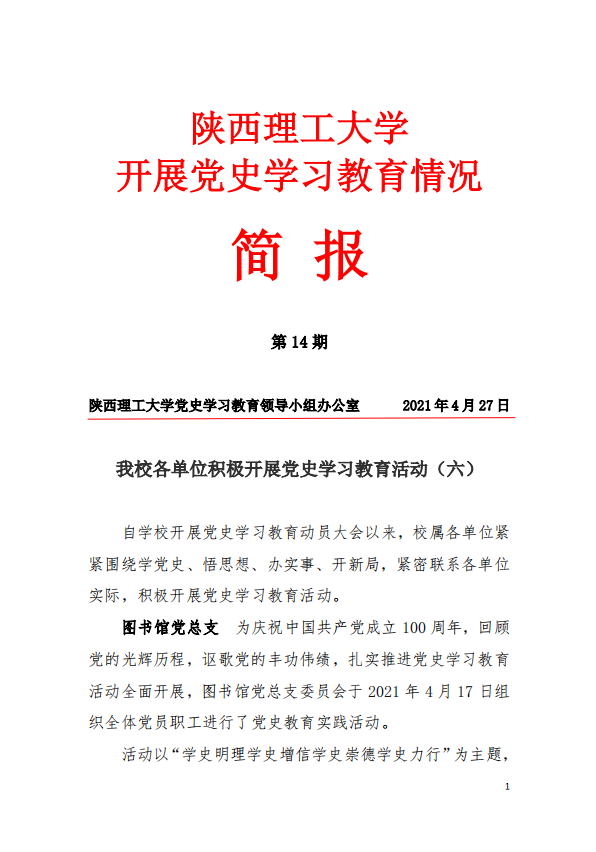 陕西理工大学
开展党史学习教育情况
简 报
第 14 期
陕西理工大学党史学习教育领导小组办公室 2021 年 4 月 27 日
我校各单位积极开展党史学习教育活动（六）
自学校开展党史学习教育动员大会以来，校属各单位紧
紧围绕学党史、悟思想、办实事、开新局，紧密联系各单位
实际，积极开展党史学习教育活动。
图书馆党总支 为庆祝中国共产党成立 100 周年，回顾
党的光辉历程，讴歌党的丰功伟绩，扎实推进党史学习教育
活动全面开展，图书馆党总支委员会于 2021 年 4 月 17 日组
织全体党员职工进行了党史教育实践活动。
活动以“学史明理学史增信学史崇德学史力行”为主题，
1